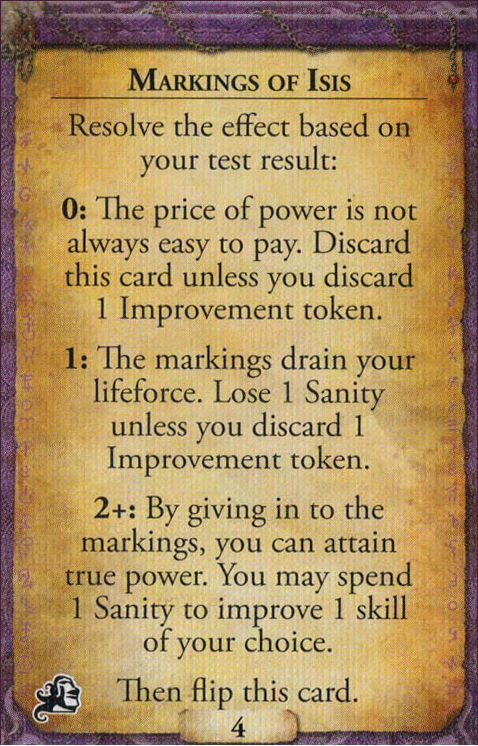 MARKINGS OF ISIS
Resolve the effect based on
your test result:
0: The price of power is not
always easy to pay. Discard
this card unless you discard
1 Improvement token.
1: The markings drain your
lifeforce. Lose 1 Sanity
unless you discard 1
Improvement token.
2+: By giving in to the
markings, you can attain
true power. You may spend
1 Sanity to improve 1 skill
of your choice.
Then flip this card.
4